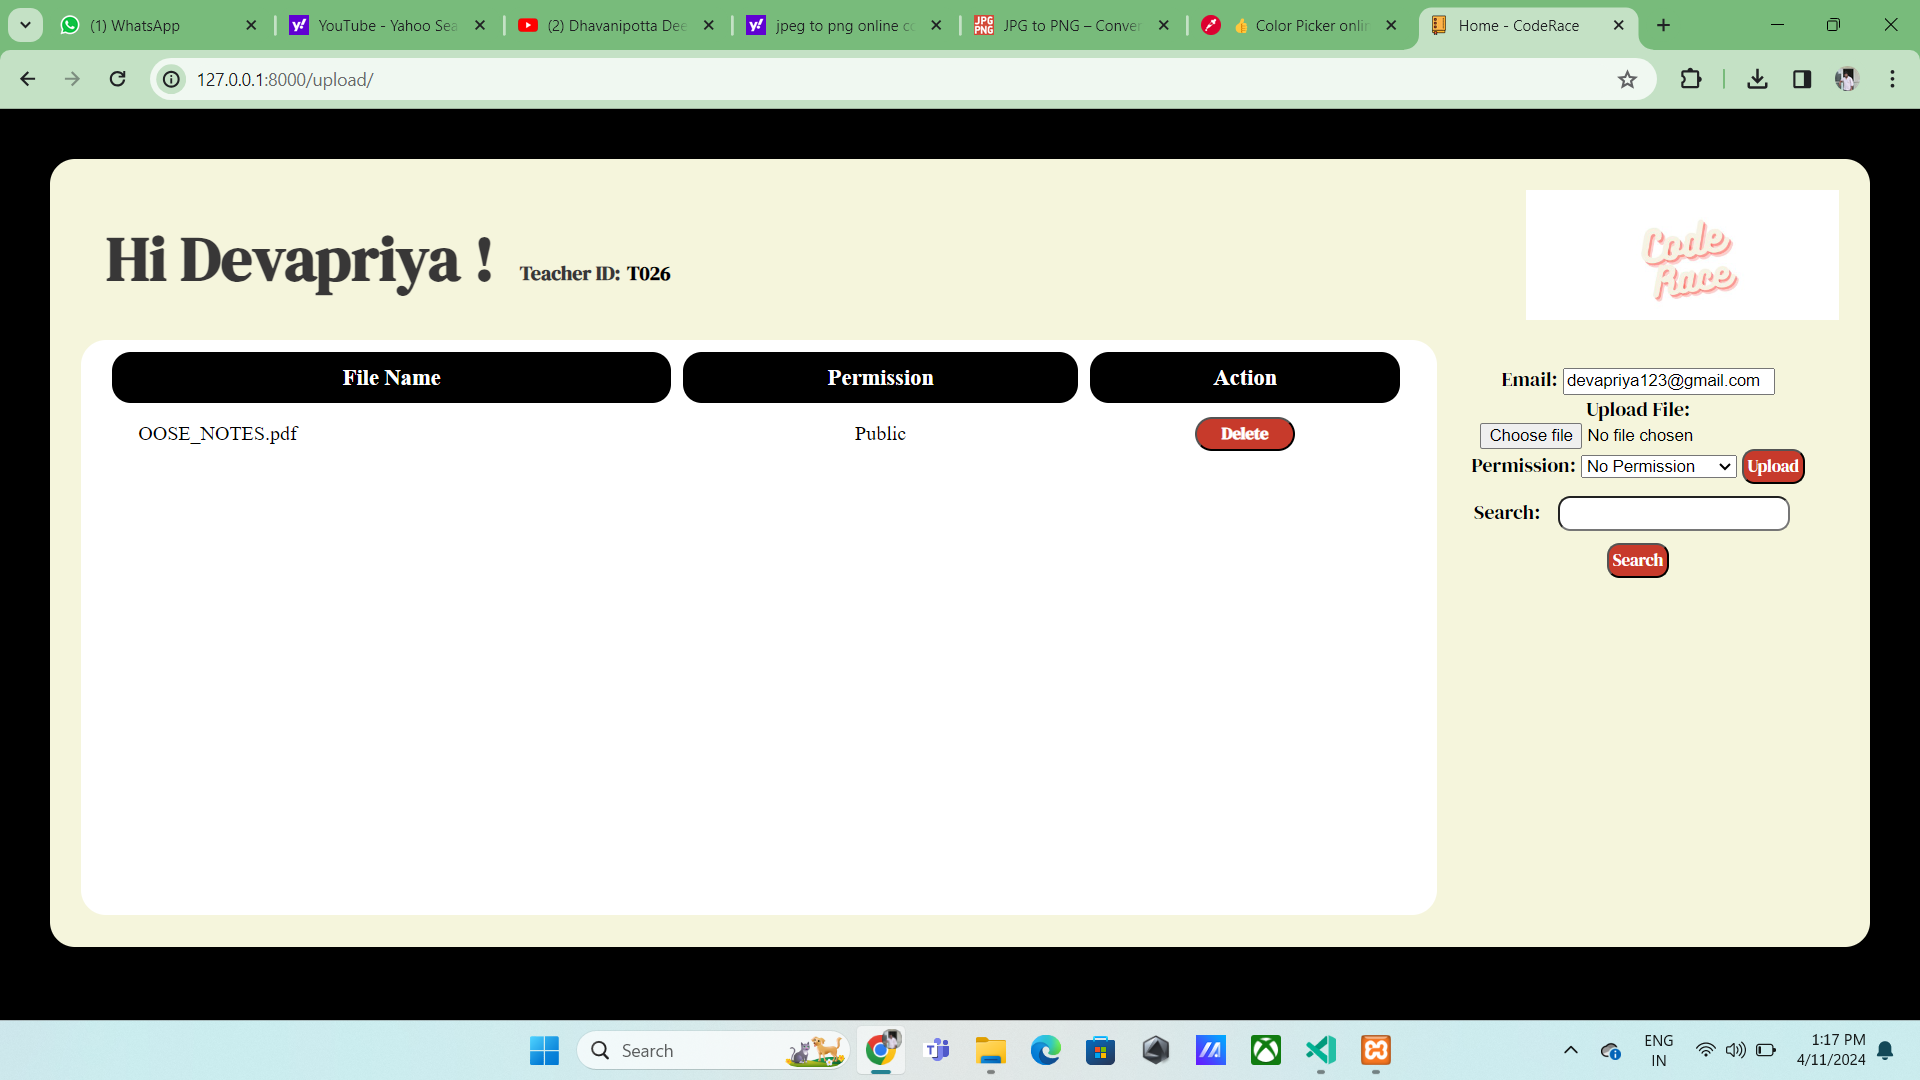 (1) WhatsApp
YouTube - Yahoo Sea
(2) Dhavanipotta Dee
jpeg to png online co
JPG to PNG – Conver
👍 Color Picker onlin
Home - CodeRace
127.0.0.1:8000/upload/
Hi Devapriya !
Teacher ID: T026
Code
Race
File Name
Permission
Action
OOSE_NOTES.pdf
Public
Delete
Email: devapriya123@gmail.com
Upload File:
Choose file No file chosen
Permission: No Permission Upload
Search:
Search
Search
ENG
IN
1:17 PM
4/11/2024